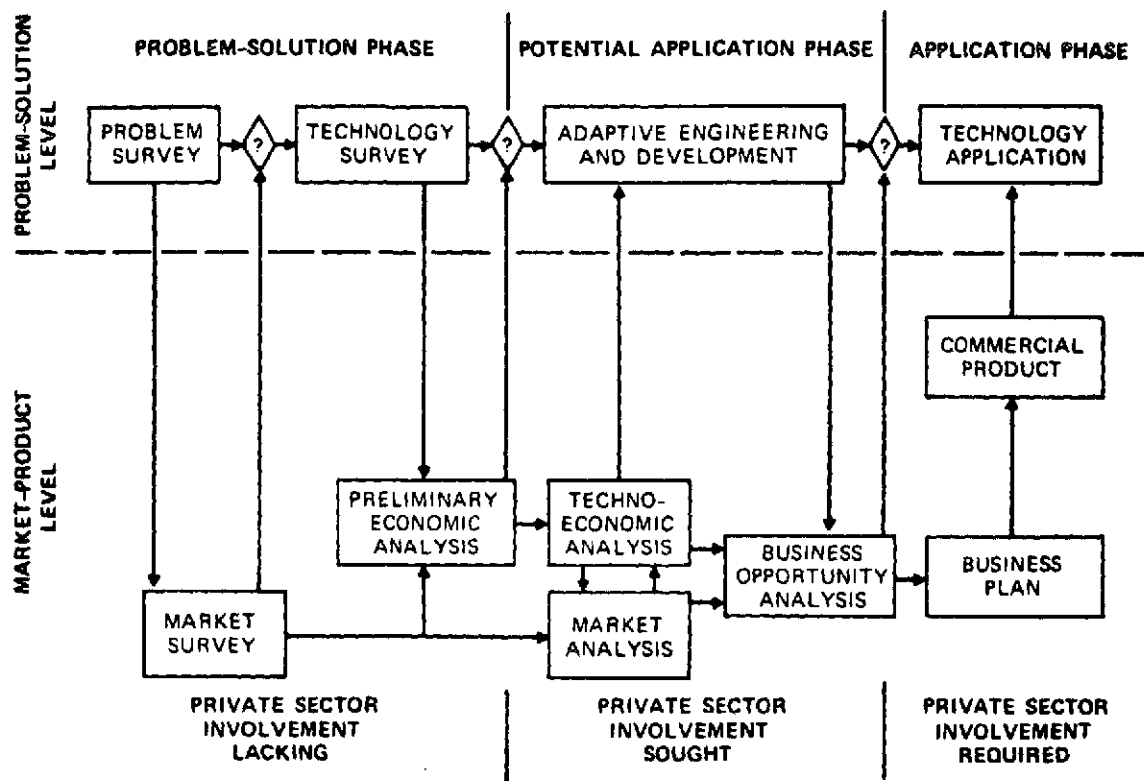 PROBLEM-SOLUTION PHASE
POTENTIAL APPLICATION PHASE
APPLICATION PHASE
PROBLEM-SOLUTION
LEVEL
PROBLEM
SURVEY
?
TECHNOLOGY
SURVEY
?
ADAPTIVE ENGINEERING
AND DEVELOPMENT
?
TECHNOLOGY
APPLICATION
MARKET-PRODUCT
LEVEL
COMMERCIAL
PRODUCT
PRELIMINARY
ECONOMIC
ANALYSIS
TECHNO-
ECONOMIC
ANALYSIS
BUSINESS
OPPORTUNITY
ANALYSIS
BUSINESS
PLAN
MARKET
SURVEY
MARKET
ANALYSIS
PRIVATE SECTOR
INVOLVEMENT
LACKING
PRIVATE SECTOR
INVOLVEMENT
SOUGHT
PRIVATE SECTOR
INVOLVEMENT
REQUIRED